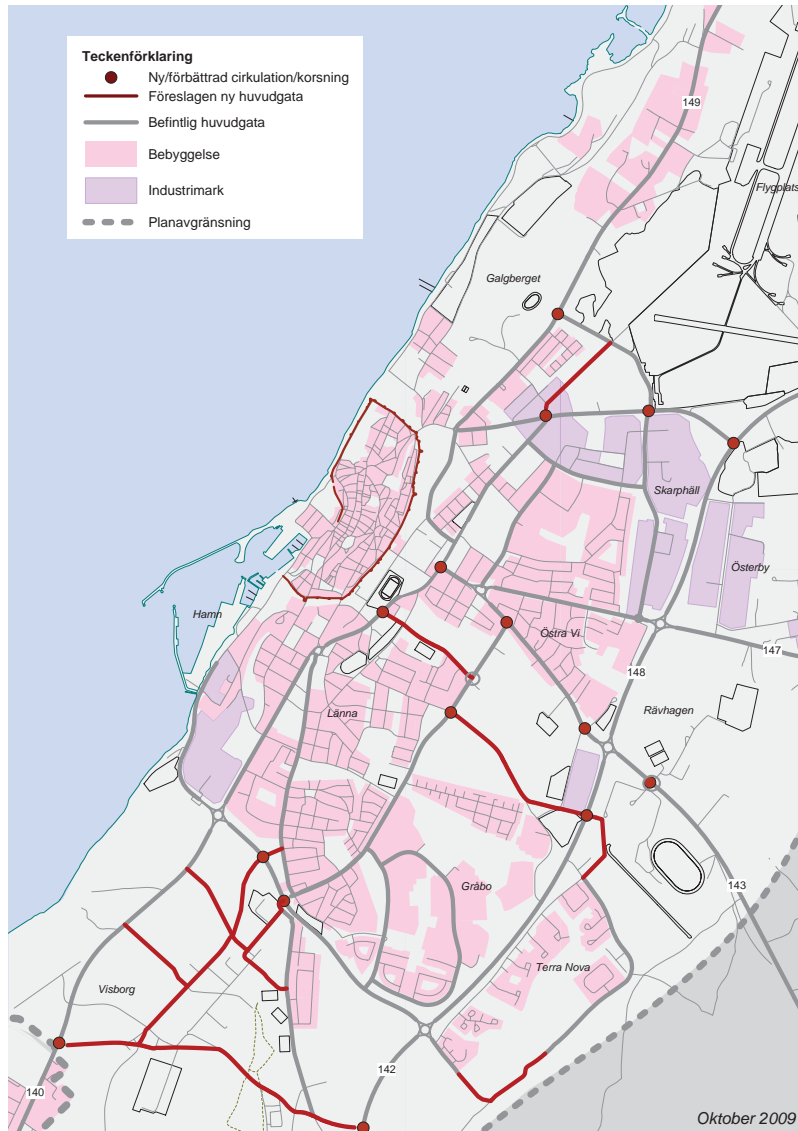 Teckenförklaring
Ny/förbättrad cirkulation/korsning
Föreslagen ny huvudgata
Befintlig huvudgata
Bebyggelse
Industrimark
Planavgränsning
149
Flygplats
Galgberget
Skarphäll
Österby
Hamn
Östra Vi
147
148
Rävhagen
Länna
Gråbo
143
Terra Nova
Visborg
142
140
Oktober 2009